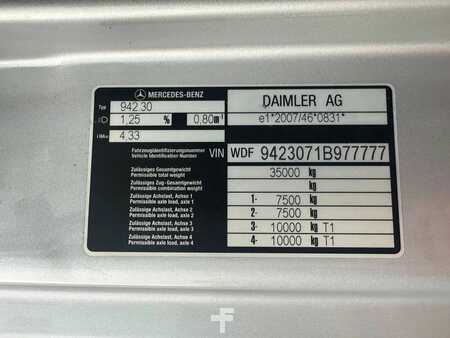 MERCEDES-BENZ
Typ 942.30
1,25 % 0,80m⁻¹
4,33
DAIMLER AG
e1*2007/46*0831*
Fahrzeugidentifizierungsnummer
Vehicle Identification Number
VIN WDF 9423071B977777
Zulässiges Gesamtgewicht
Permissible total weight
35000 kg
Zulässiges Zug-Gesamtgewicht
Permissible combination weight
kg
Zulässige Achslast, Achse 1
Permissible axle load, axle 1
1- 7500 kg
Zulässige Achslast, Achse 2
Permissible axle load, axle 2
2- 7500 kg
Zulässige Achslast, Achse 3
Permissible axle load, axle 3
3- 10000 kg T1
Zulässige Achslast, Achse 4
Permissible axle load, axle 4
4- 10000 kg T1